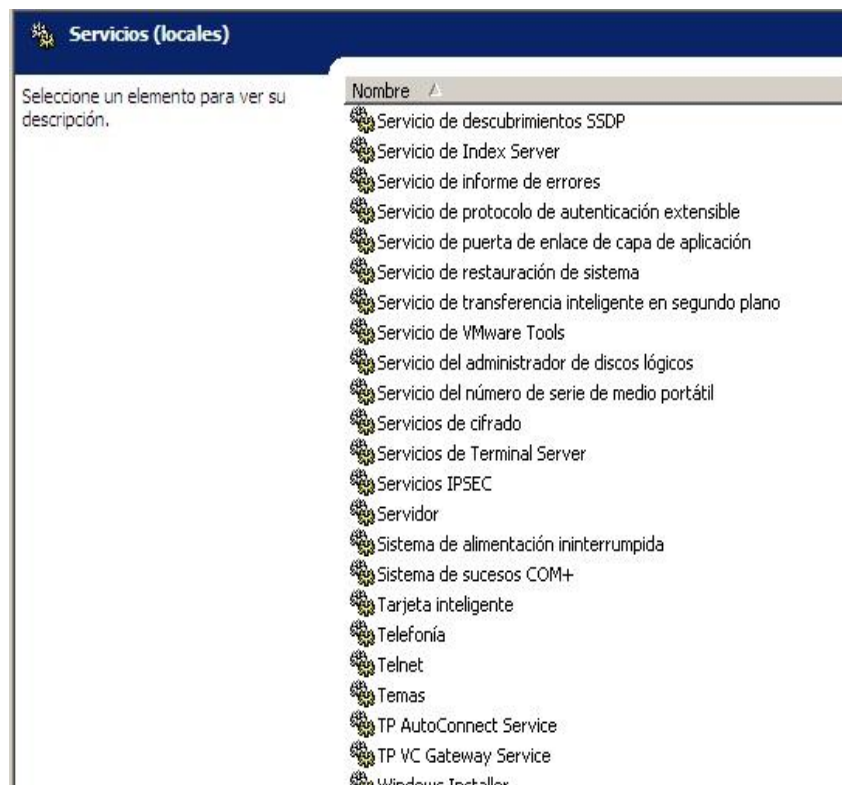 Servicios (locales)
Seleccione un elemento para ver su
descripción.
Nombre
Servicio de descubrimientos SSDP
Servicio de Index Server
Servicio de informe de errores
Servicio de protocolo de autenticación extensible
Servicio de puerta de enlace de capa de aplicación
Servicio de restauración de sistema
Servicio de transferencia inteligente en segundo plano
Servicio de VMware Tools
Servicio del administrador de discos lógicos
Servicio del número de serie de medio portátil
Servicios de cifrado
Servicios de Terminal Server
Servicios IPSEC
Servidor
Sistema de alimentación ininterrumpida
Sistema de sucesos COM+
Tarjeta inteligente
Telefonía
Telnet
Temas
TP AutoConnect Service
TP VC Gateway Service
Windows Installer